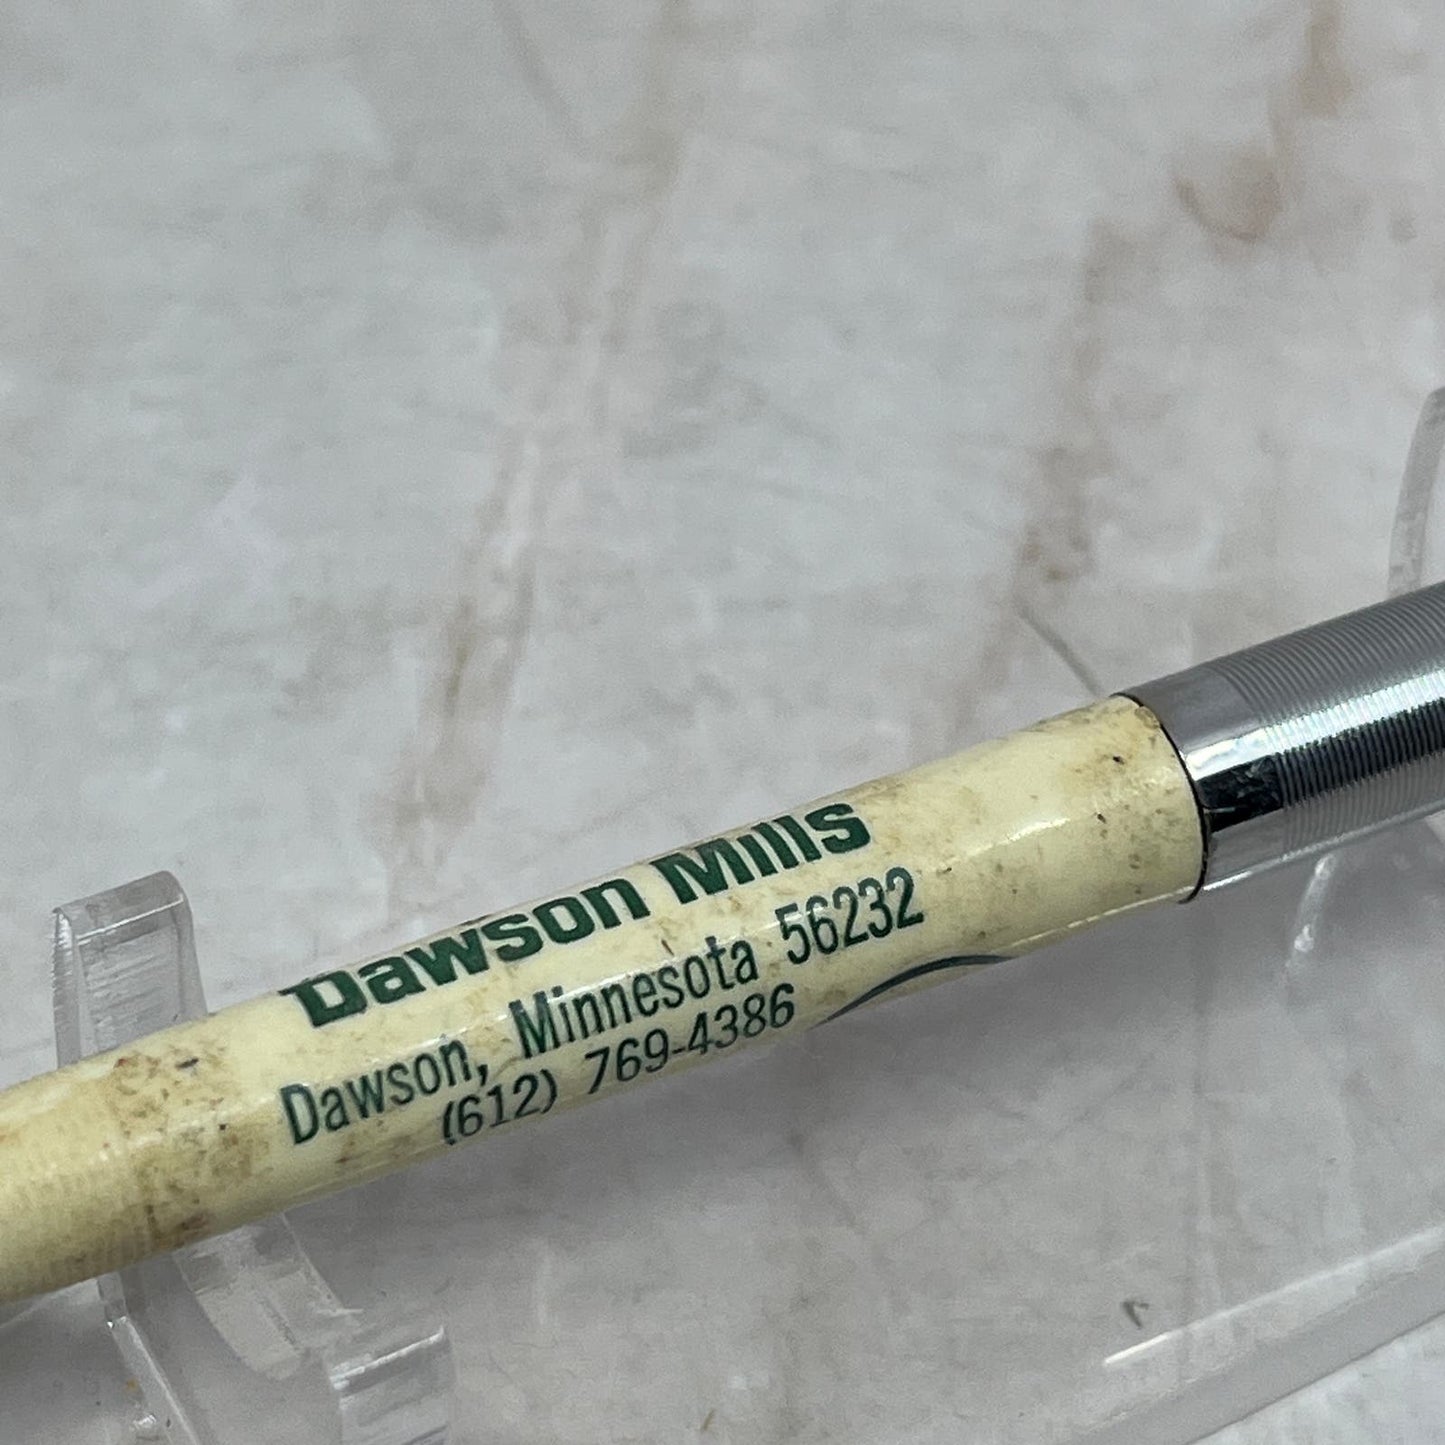 Dawson Mills
Dawson, Minnesota 56232
(612) 769-4386